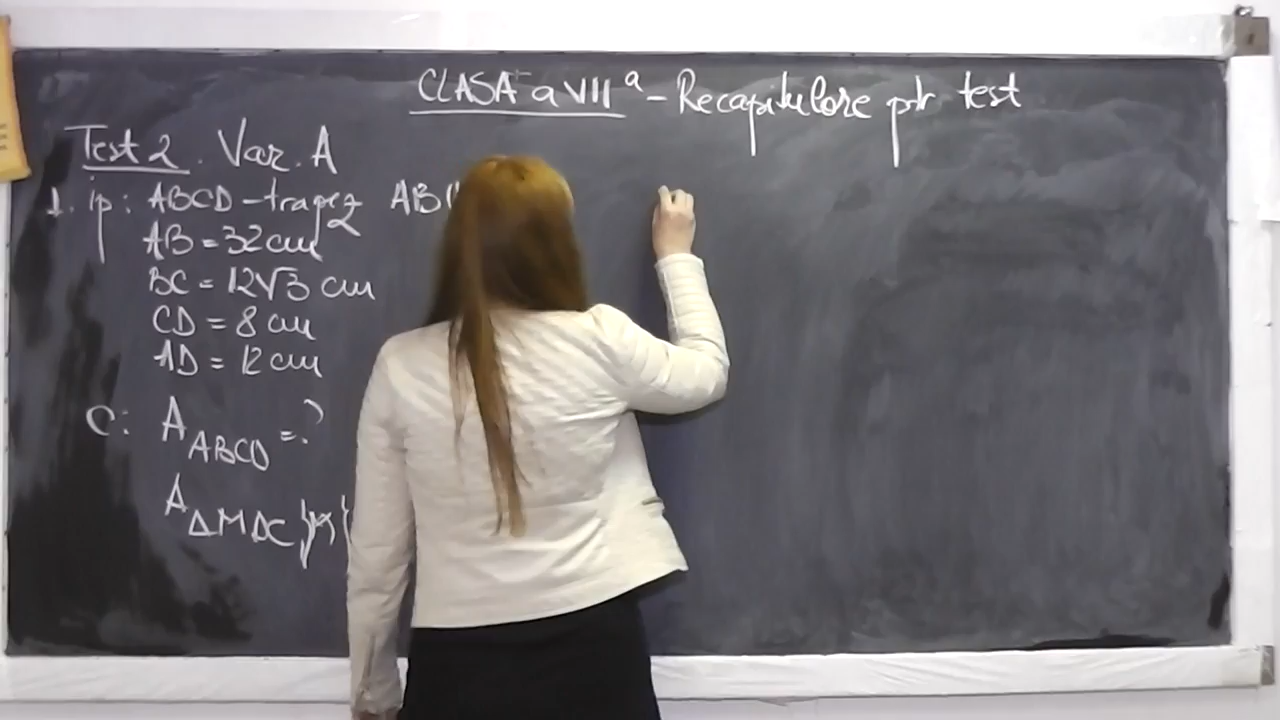 CLASA a VII a - Recapitulare ptr test
Test 2. Var. A
1. ip: ABCD - trapez AB
AB = 32 cm
BC = 12√3 cm
CD = 8 cm
AD = 12 cm
C: A ABCD = ?
A ΔMDC